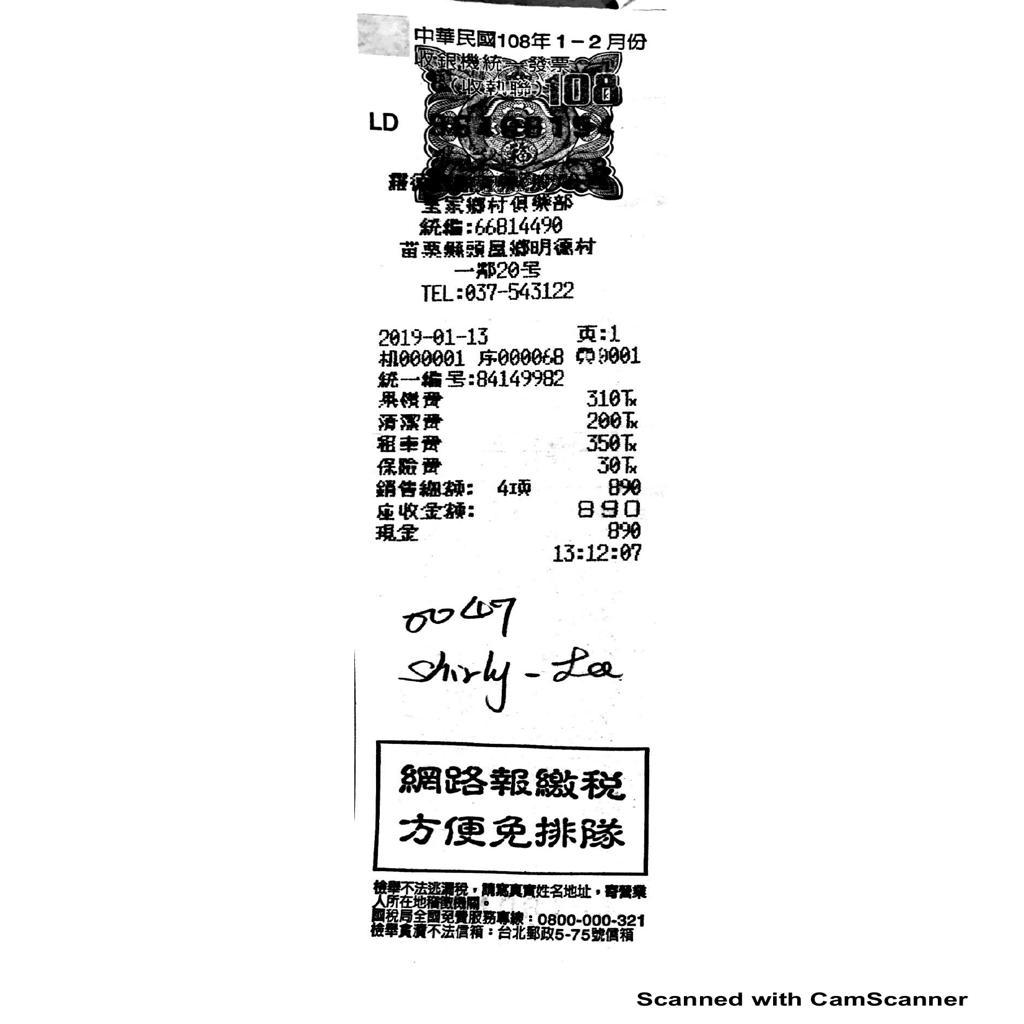 中華民國108年1-2月份
收銀機統一發票
(收執聯)108
LD
皇家鄉村俱樂部
統編:66814490
苗栗縣頭屋鄉明德村
一鄰20号
TEL:037-543122
2019-01-13 页:1
机000001 序000068 0001
統一編号:84149982
果嶺費 310Tx
清潔費 200Tx
租車費 350Tx
保險費 30Tx
銷售總額: 4項 890
应收金額: 890
現金 890
13:12:07
0047
Shirly-Lee
網路報繳稅
方便免排隊
檢舉不法逃漏稅，請寫真實姓名地址，寄營業
人所在地稽徵機關。
國稅局全國免費服務專線：0800-000-321
檢舉貪瀆不法信箱：台北郵政5-75號信箱
Scanned with CamScanner